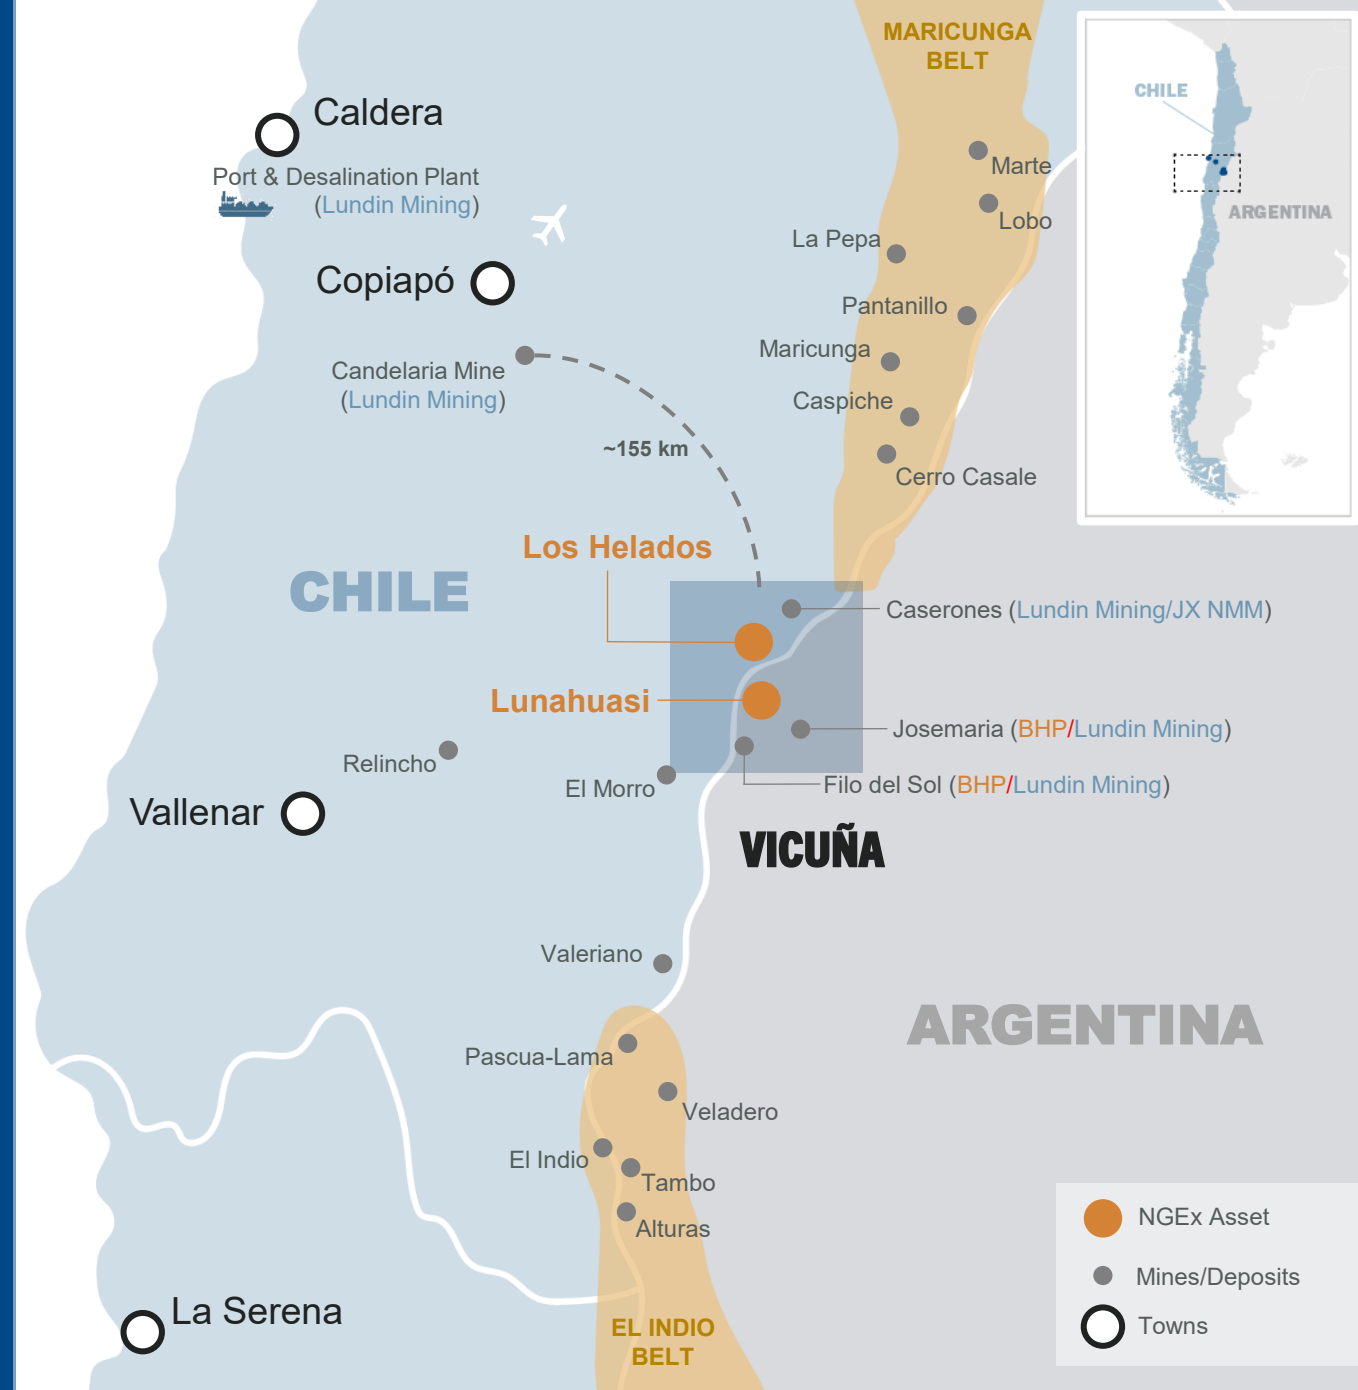 MARICUNGA
BELT
CHILE
ARGENTINA
Caldera
Port & Desalination Plant
(Lundin Mining)
Marte
Lobo
La Pepa
Copiapó
Pantanillo
Maricunga
Candelaria Mine
(Lundin Mining)
Caspiche
~155 km
Cerro Casale
Los Helados
CHILE
Caserones (Lundin Mining/JX NMM)
Lunahuasi
Josemaria (BHP/Lundin Mining)
Relincho
El Morro
Filo del Sol (BHP/Lundin Mining)
Vallenar
VICUÑA
Valeriano
ARGENTINA
Pascua-Lama
Veladero
El Indio
Tambo
Alturas
NGEx Asset
Mines/Deposits
Towns
La Serena
EL INDIO
BELT